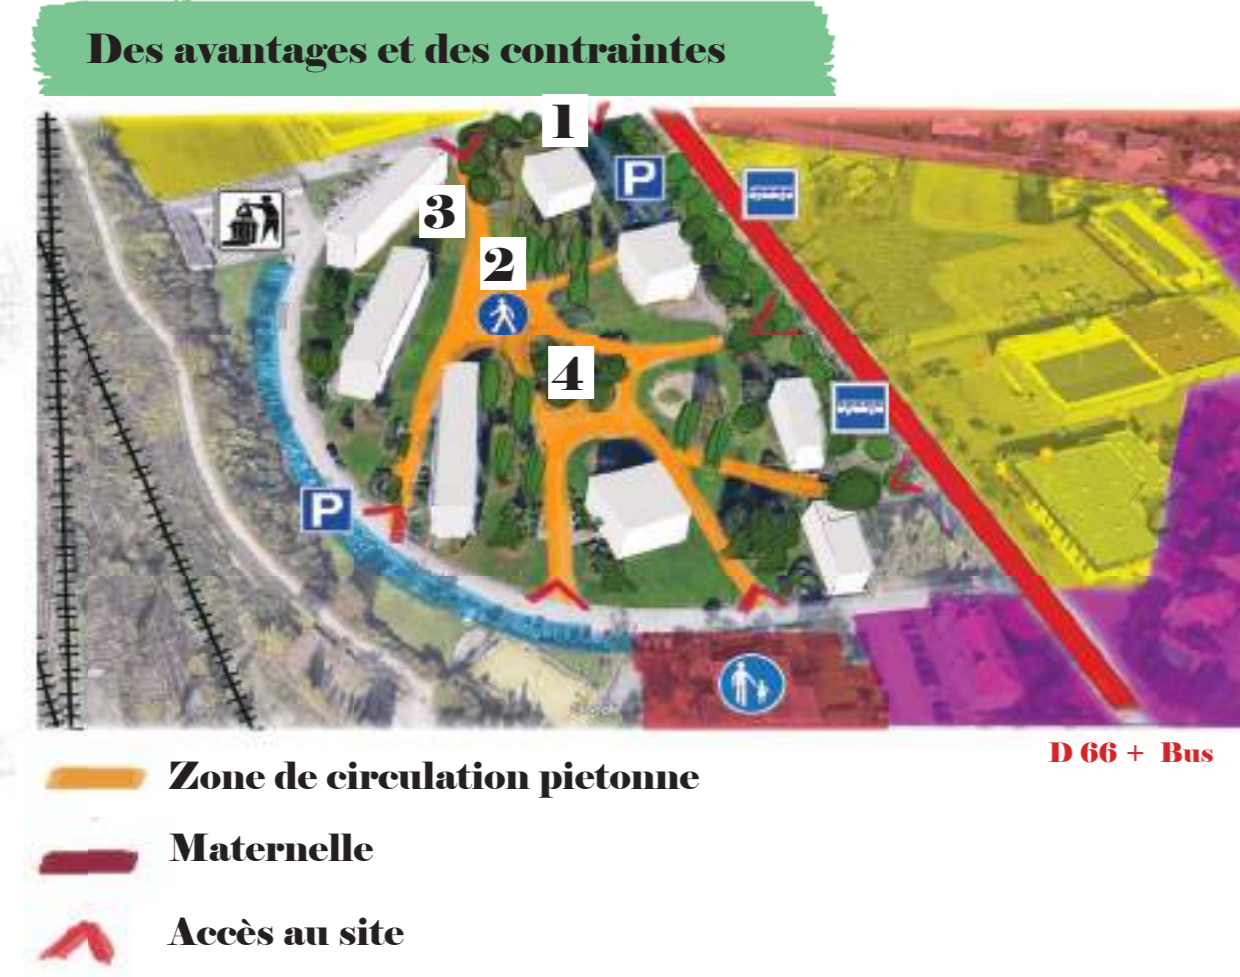 Des avantages et des contraintes
1
P
3
2
4
P
D 66 + Bus
Zone de circulation pietonne
Maternelle
Accès au site